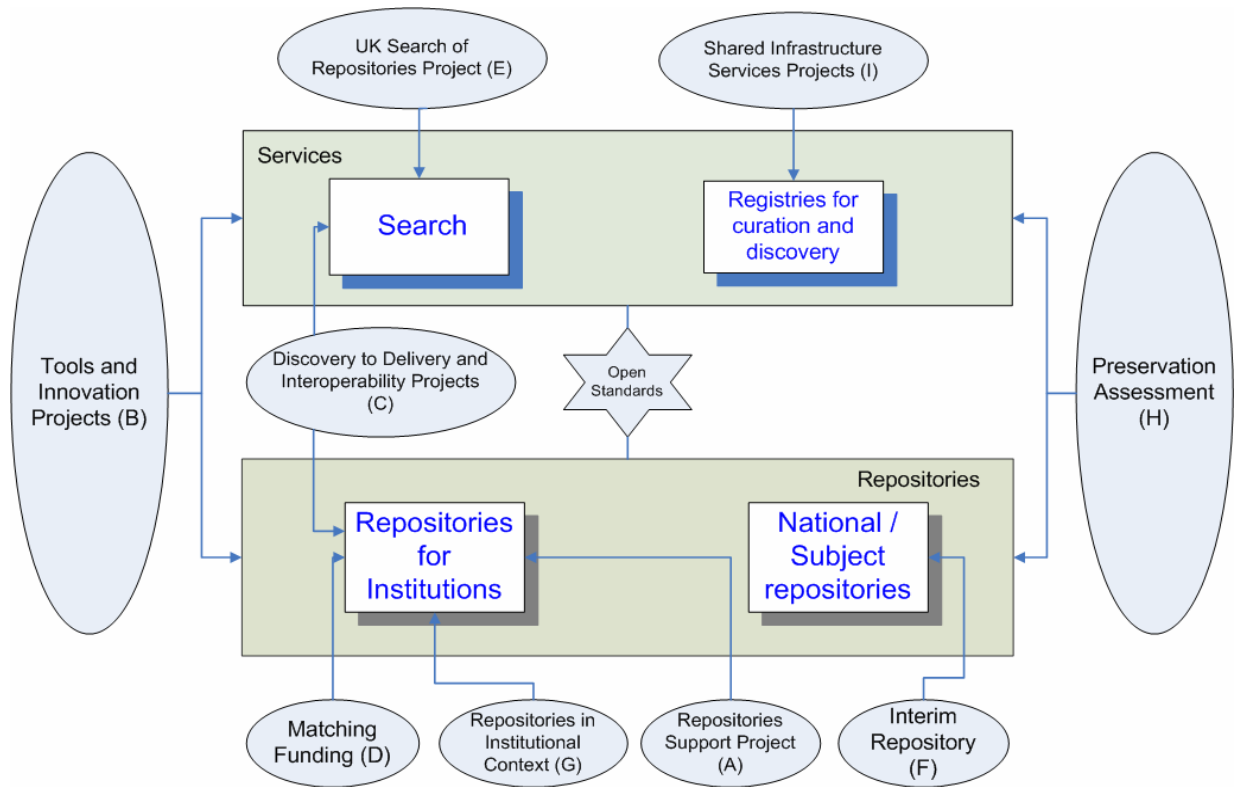 UK Search of
Repositories Project (E)
Shared Infrastructure
Services Projects (I)
Services
Search
Registries for
curation and
discovery
Tools and
Innovation
Projects (B)
Discovery to Delivery and
Interoperability Projects
(C)
Open
Standards
Preservation
Assessment
(H)
Repositories
Repositories
for
Institutions
National /
Subject
repositories
Matching
Funding (D)
Repositories in
Institutional
Context (G)
Repositories
Support Project
(A)
Interim
Repository
(F)